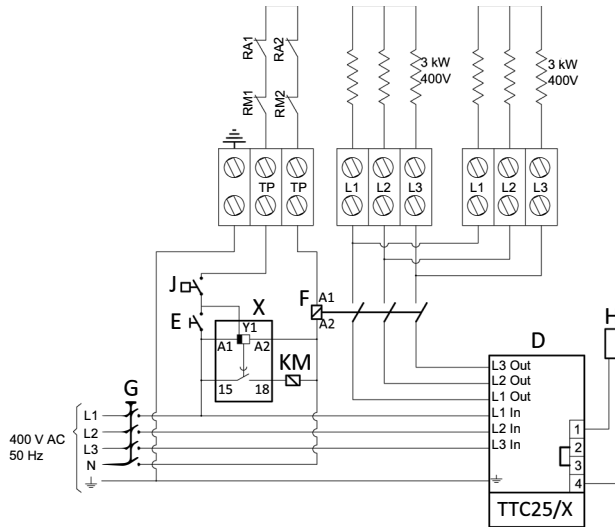 RA1
RA2
RM1
RM2
3 kW
400V
3 kW
400V
TP
TP
L1
L2
L3
L1
L2
L3
J
X
F
A1
A2
E
Y1
A1
A2
KM
15
18
G
D
H
L3 Out
L2 Out
L1 Out
L1 In
L2 In
L3 In
1
2
3
4
L1
L2
L3
N
400 V AC
50 Hz
TTC25/X